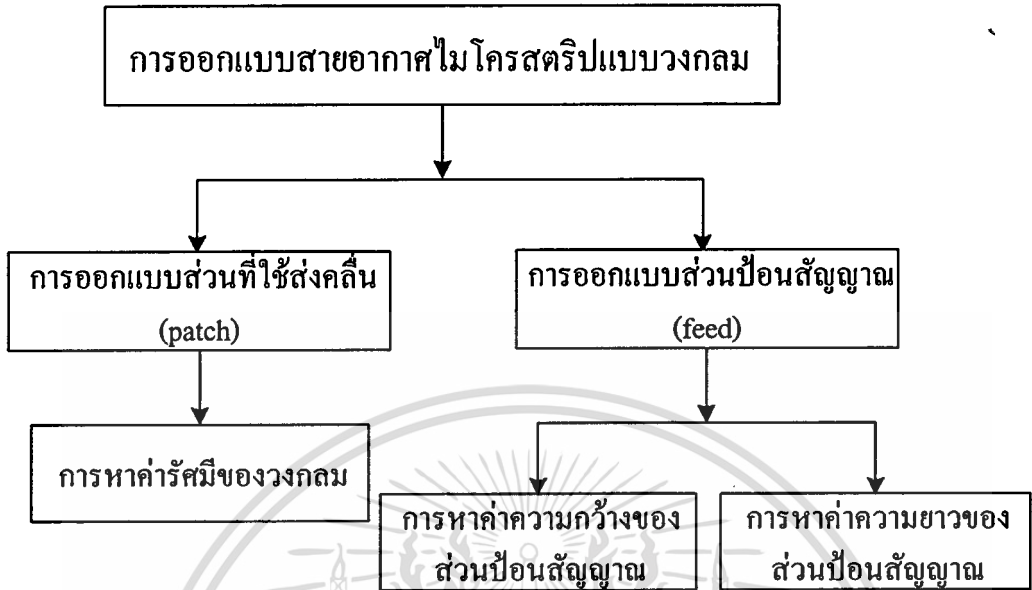 การออกแบบสายอากาศไมโครสตริปแบบวงกลม
การออกแบบส่วนที่ใช้ส่งคลื่น
(patch)
การออกแบบส่วนป้อนสัญญาณ
(feed)
การหาค่ารัศมีของวงกลม
การหาค่าความกว้างของ
ส่วนป้อนสัญญาณ
การหาค่าความยาวของ
ส่วนป้อนสัญญาณ